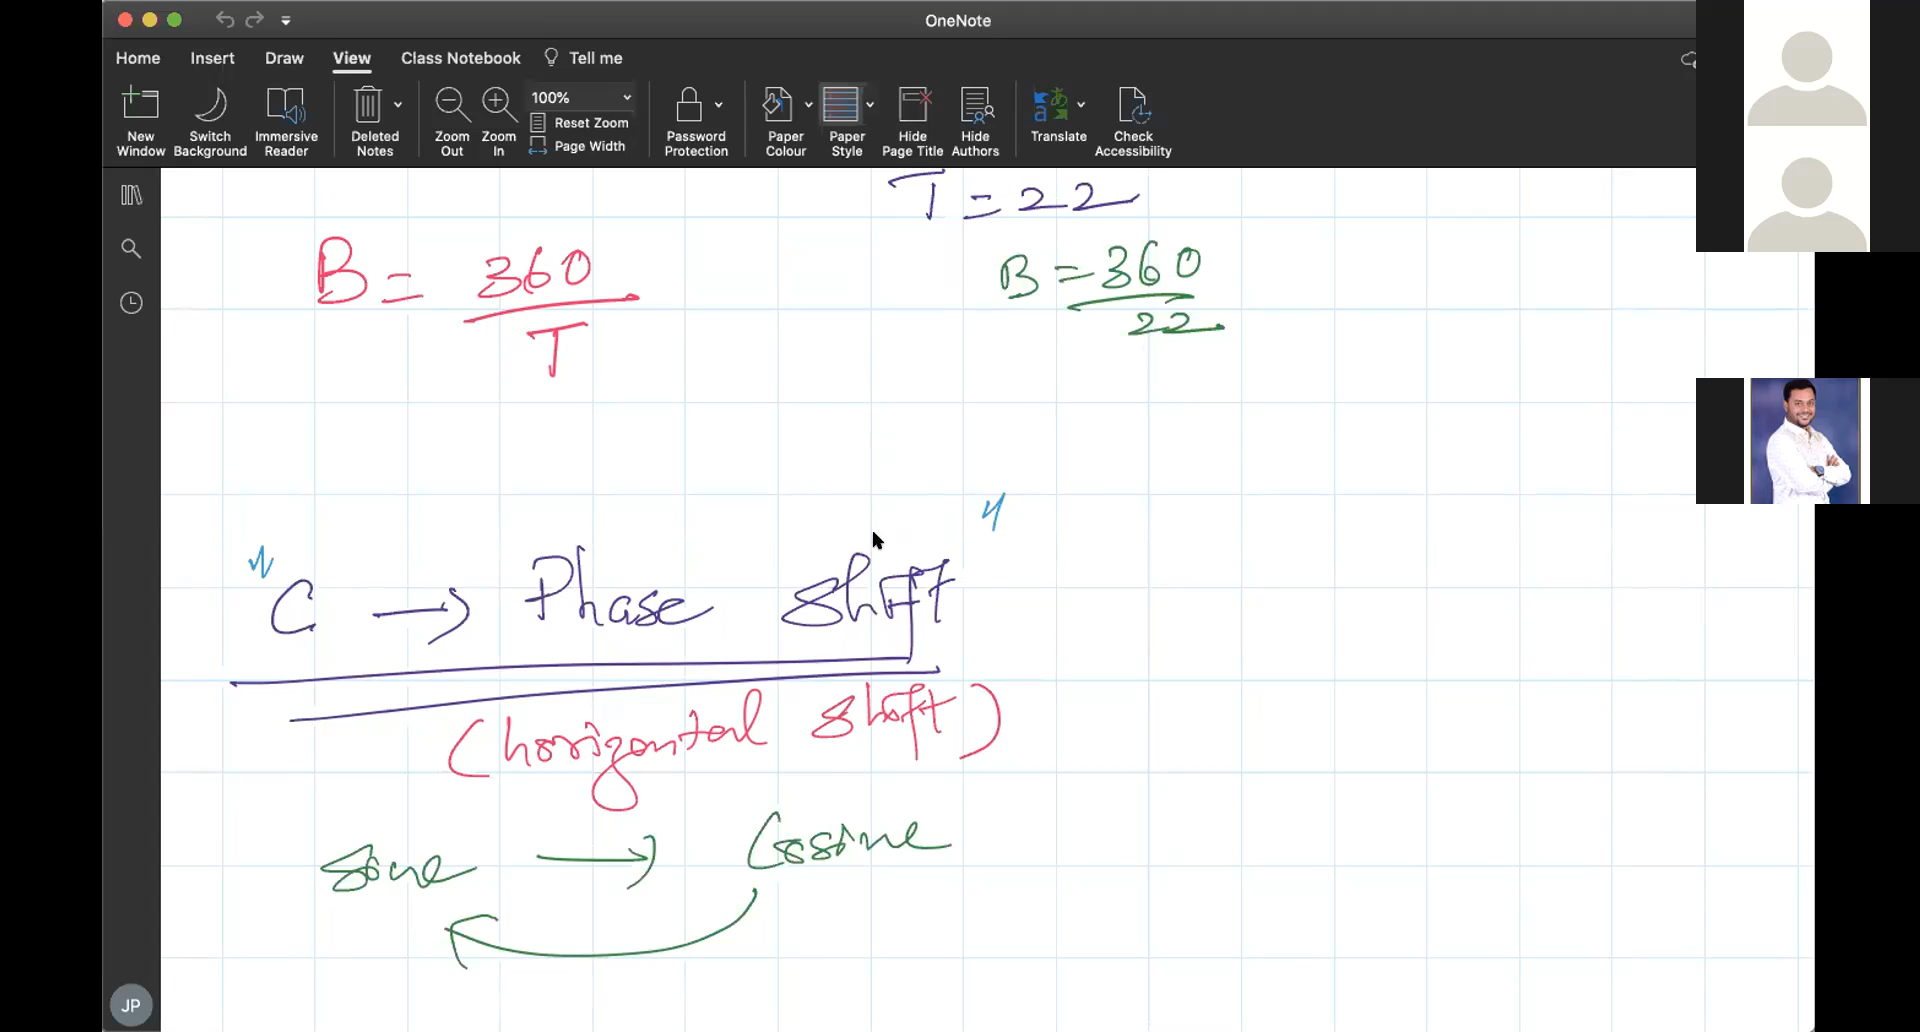 OneNote
Home Insert Draw View Class Notebook Tell me
New Window
Switch Background
Immersive Reader
Deleted Notes
Zoom Out
Zoom In
100%
Reset Zoom
Page Width
Password Protection
Paper Colour
Paper Style
Hide Page Title
Hide Authors
Translate
Check Accessibility
T = 22
B = 360 / T
B = 360 / 22
C → Phase Shift
(horizontal shift)
sine → Cosine
JP